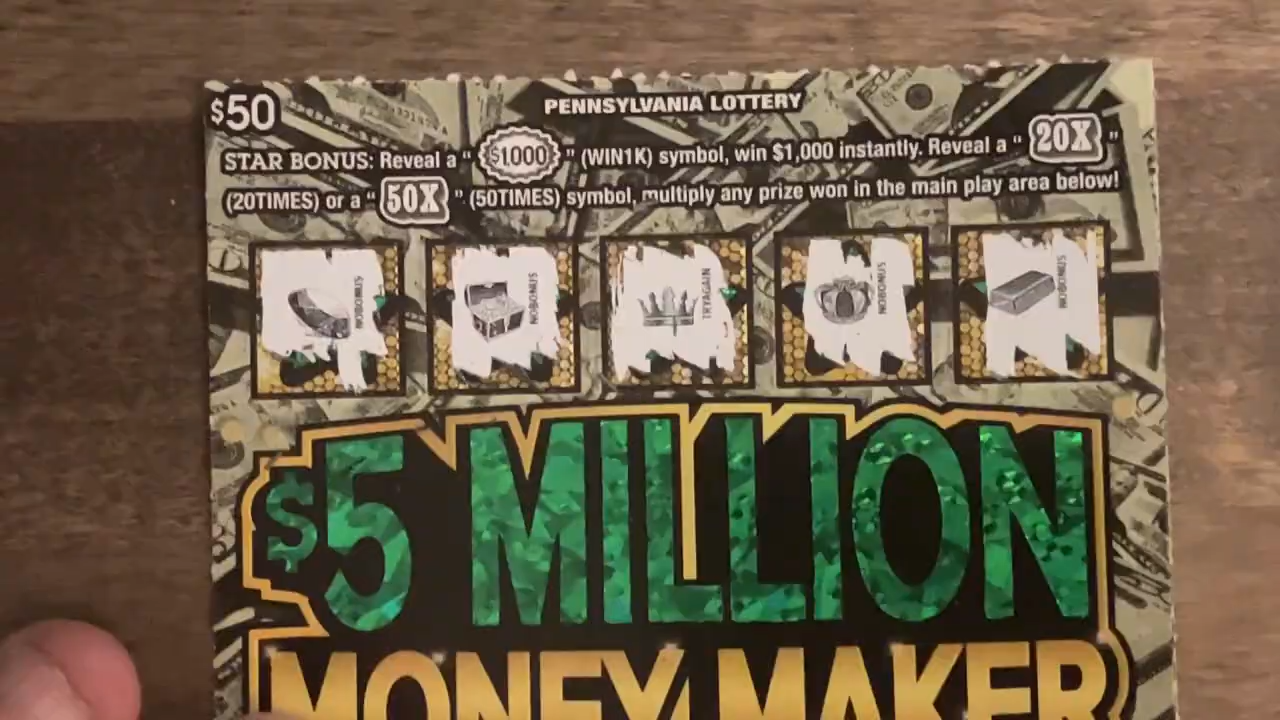 $50
PENNSYLVANIA LOTTERY
STAR BONUS: Reveal a "$1,000" (WIN1K) symbol, win $1,000 instantly. Reveal a "20X"
(20TIMES) or a "50X" (50TIMES) symbol, multiply any prize won in the main play area below!
NOBONUS
NOBONUS
TRYAGAIN
NOBONUS
NOBONUS
$5 MILLION
MONEY MAKER